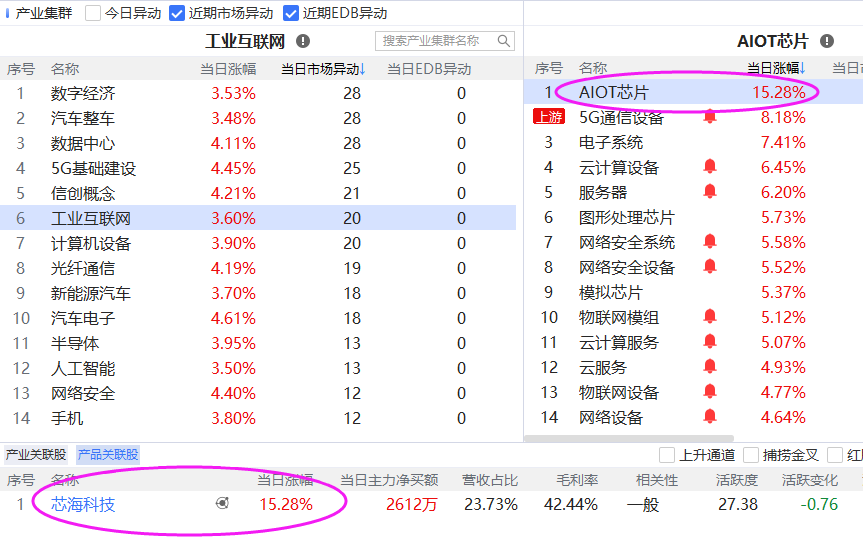 产业集群 今日异动 近期市场异动 近期EDB异动
工业互联网 搜索产业集群名称
序号 名称 当日涨幅 当日市场异动↓ 当日EDB异动
1 数字经济 3.53% 28 0
2 汽车整车 3.48% 28 0
3 数据中心 4.11% 28 0
4 5G基础建设 4.45% 25 0
5 信创概念 4.21% 21 0
6 工业互联网 3.60% 20 0
7 计算机设备 3.90% 20 0
8 光纤通信 4.19% 19 0
9 新能源汽车 3.70% 18 0
10 汽车电子 4.61% 18 0
11 半导体 3.95% 13 0
12 人工智能 3.50% 13 0
13 网络安全 4.40% 12 0
14 手机 3.80% 12 0
AIOT芯片
序号 名称 当日涨幅↓ 当日市
1 AIOT芯片 15.28%
上游 5G通信设备 8.18%
3 电子系统 7.41%
4 云计算设备 6.45%
5 服务器 6.20%
6 图形处理芯片 5.73%
7 网络安全系统 5.58%
8 网络安全设备 5.52%
9 模拟芯片 5.37%
10 物联网模组 5.12%
11 云计算服务 5.07%
12 云服务 4.93%
13 物联网设备 4.77%
14 网络设备 4.64%
产业关联股 产品关联股 上升通道 捕捞金叉
序号 名称 当日涨幅 当日主力净买额 营收占比 毛利率 相关性 活跃度 活跃变化
1 芯海科技 15.28% 2612万 23.73% 42.44% 一般 27.38 -0.76